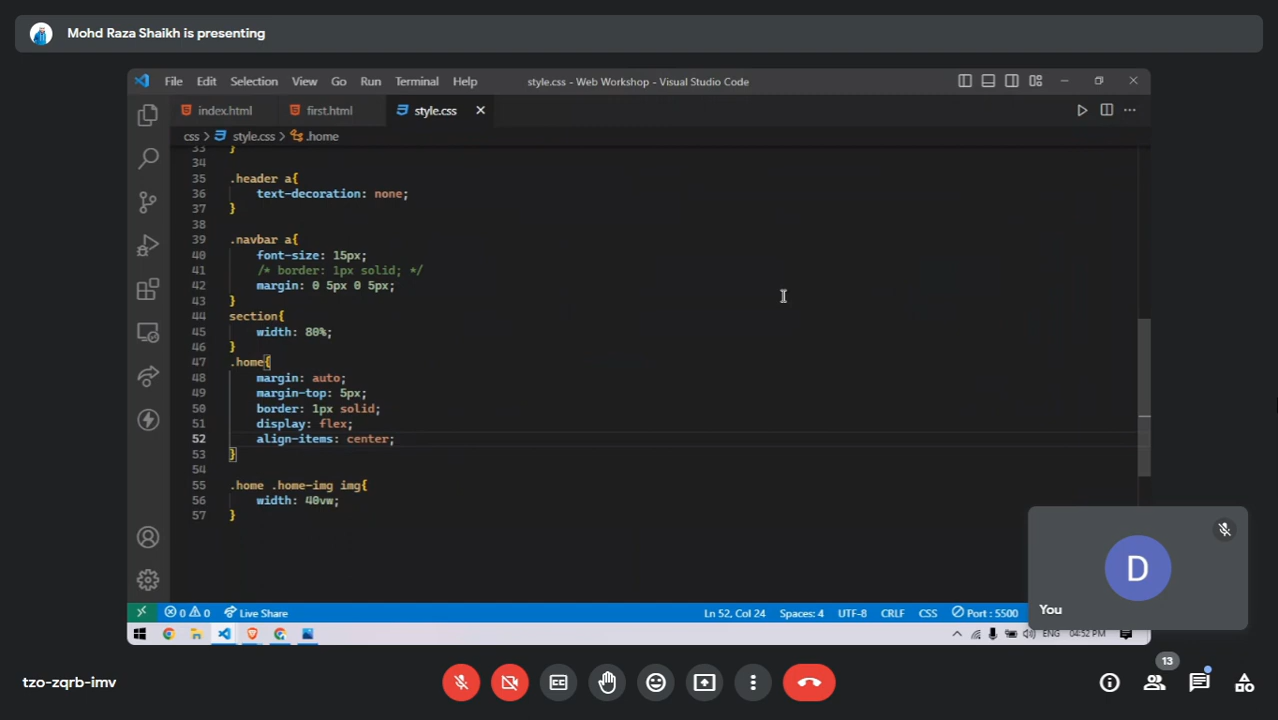 Mohd Raza Shaikh is presenting
File Edit Selection View Go Run Terminal Help style.css - Web Workshop - Visual Studio Code
index.html first.html style.css
css > style.css > .home
33 }
34
35 .header a{
36 text-decoration: none;
37 }
38
39 .navbar a{
40 font-size: 15px;
41 /* border: 1px solid; */
42 margin: 0 5px 0 5px;
43 }
44 section{
45 width: 80%;
46 }
47 .home{
48 margin: auto;
49 margin-top: 5px;
50 border: 1px solid;
51 display: flex;
52 align-items: center;
53 }
54
55 .home .home-img img{
56 width: 40vw;
57 }
D
You
0 0 Live Share Ln 52, Col 24 Spaces: 4 UTF-8 CRLF CSS Port : 5500
ENG 04:52 PM
tzo-zqrb-imv
CC
13